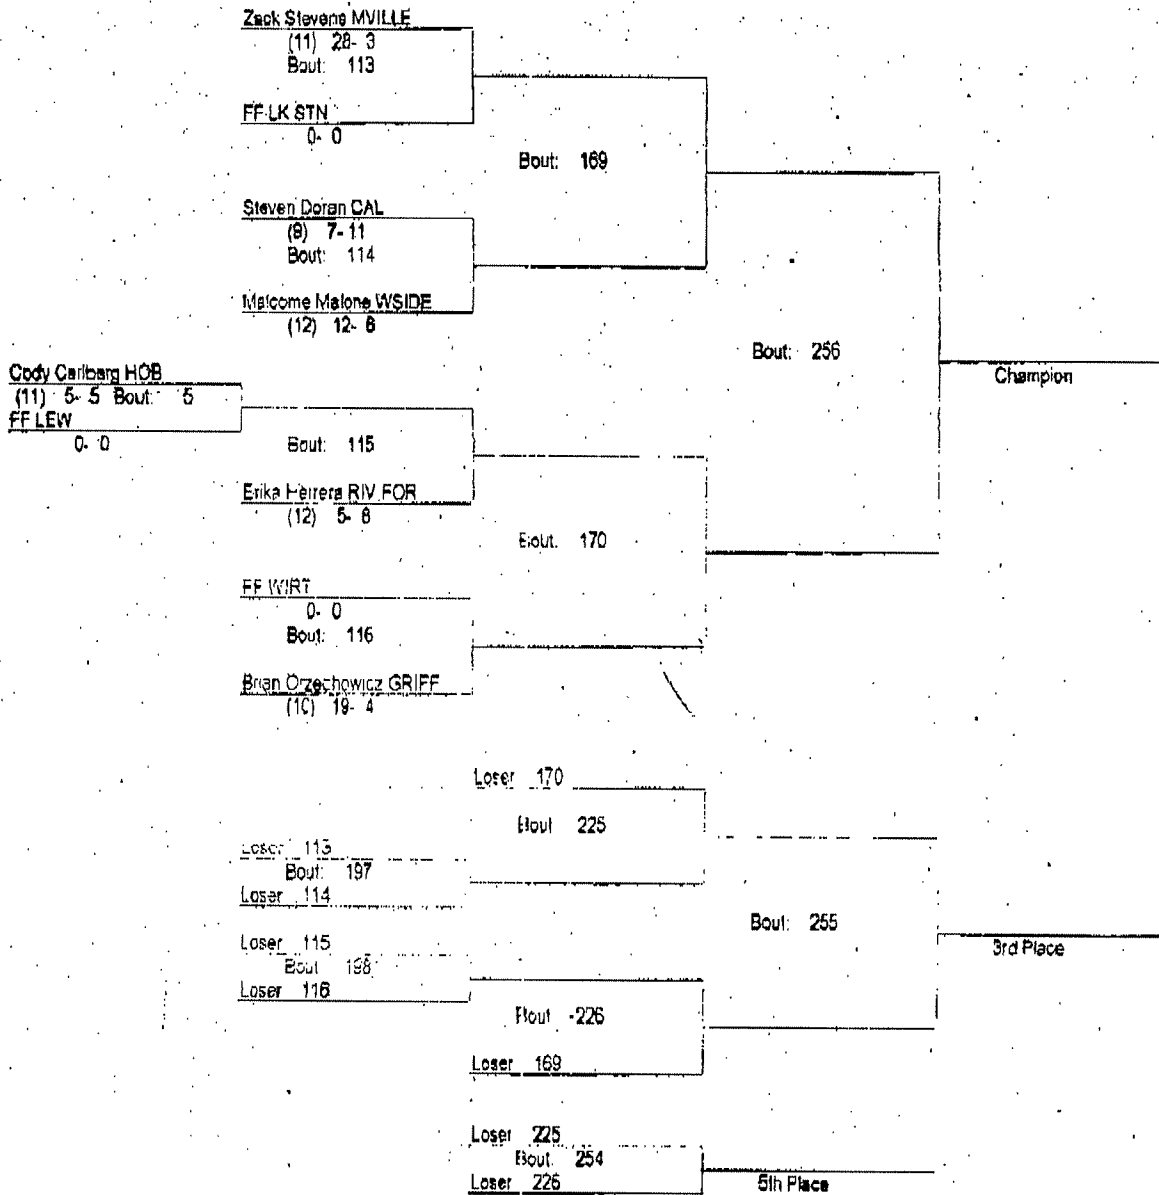 Zack Stevens MVILLE
(11) 28- 3
Bout: 113
FF LK STN
0- 0
Bout: 169
Steven Doran CAL
(9) 7- 11
Bout: 114
Malcome Malone WSIDE
(12) 12- 6
Bout: 256
Champion
Cody Carlberg HOB
(11) 5- 5 Bout: 5
FF LEW
0- 0
Bout: 115
Erika Herrera RIV FOR
(12) 5- 6
Bout: 170
FF WIRT
0- 0
Bout: 116
Brian Orzechowicz GRIFF
(10) 19- 4
Loser 170
Bout 225
Loser 113
Bout: 197
Loser 114
Loser 115
Bout 198
Loser 116
Bout: 255
3rd Place
Bout 226
Loser 169
Loser 225
Bout: 254
Loser 226
5th Place